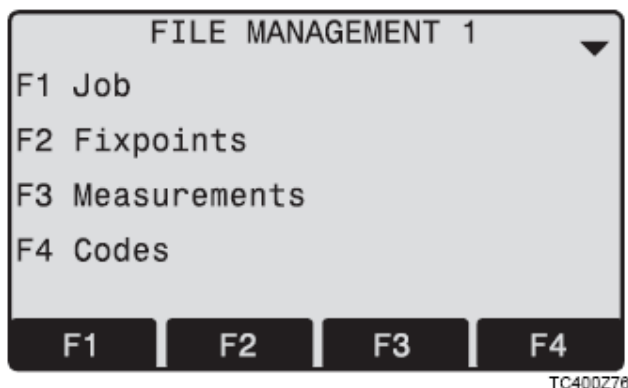 FILE MANAGEMENT 1
F1 Job
F2 Fixpoints
F3 Measurements
F4 Codes
F1 F2 F3 F4
TC400Z76